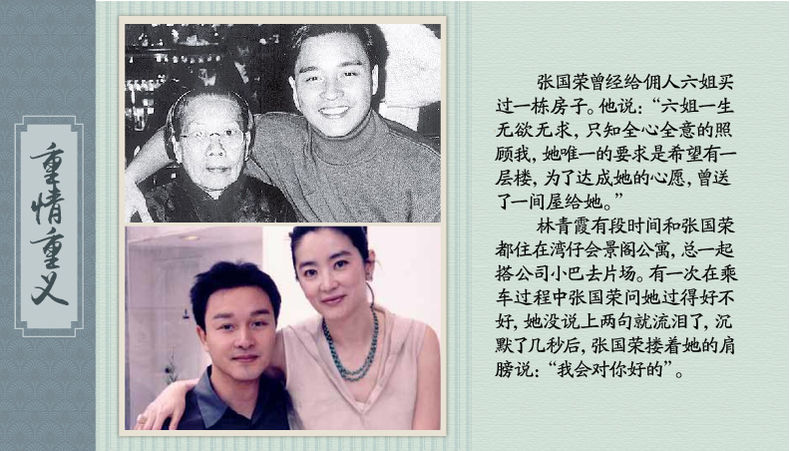 重情重义
张国荣曾经给佣人六姐买
过一栋房子。他说：“六姐一生
无欲无求，只知全心全意的照
顾我，她唯一的要求是希望有一
层楼，为了达成她的心愿，曾送
了一间屋给她。”
林青霞有段时间和张国荣
都住在湾仔会景阁公寓，总一起
搭公司小巴去片场。有一次在乘
车过程中张国荣问她过得好不
好，她没说上两句就流泪了，沉
默了几秒后，张国荣搂着她的肩
膀说：“我会对你好的”。